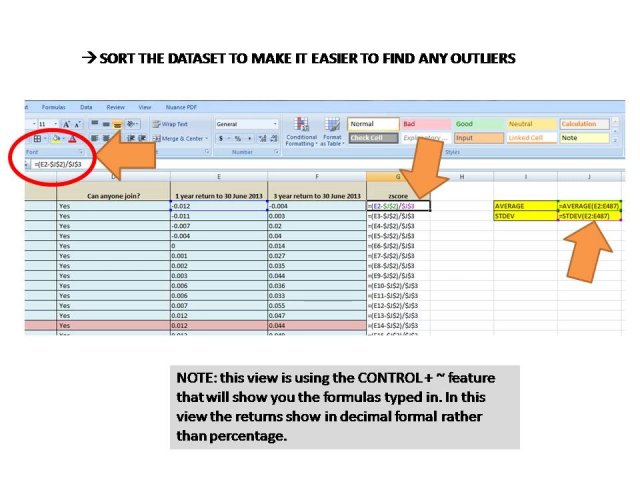 → SORT THE DATASET TO MAKE IT EASIER TO FIND ANY OUTLIERS
Formulas Data Review View Nuance PDF
11 A A Wrap Text General Normal Bad Good Neutral Calculation
Merge & Center $ % , Conditional Formatting Format as Table Check Cell Input Linked Cell Note
Font Number Styles
=(E2-$J$2)/$J$3
D E F G H I J
Can anyone join? 1 year return to 30 June 2013 3 year return to 30 June 2013 zscore
Yes -0.012 -0.004 =(E2-$J$2)/$J$3 AVERAGE =AVERAGE(E2:E487)
Yes -0.011 0.003 =(E3-$J$2)/$J$3 STDEV =STDEV(E2:E487)
Yes -0.007 0.02 =(E4-$J$2)/$J$3
Yes -0.004 0.04 =(E5-$J$2)/$J$3
Yes 0 0.014 =(E6-$J$2)/$J$3
Yes 0.001 0.027 =(E7-$J$2)/$J$3
Yes 0.002 0.035 =(E8-$J$2)/$J$3
Yes 0.003 0.044 =(E9-$J$2)/$J$3
Yes 0.006 0.036 =(E10-$J$2)/$J$3
Yes 0.006 0.033 =(E11-$J$2)/$J$3
Yes 0.007 0.055 =(E12-$J$2)/$J$3
Yes 0.012 0.047 =(E13-$J$2)/$J$3
Yes 0.012 0.044 =(E14-$J$2)/$J$3
NOTE: this view is using the CONTROL + ~ feature
that will show you the formulas typed in. In this
view the returns show in decimal formal rather
than percentage.